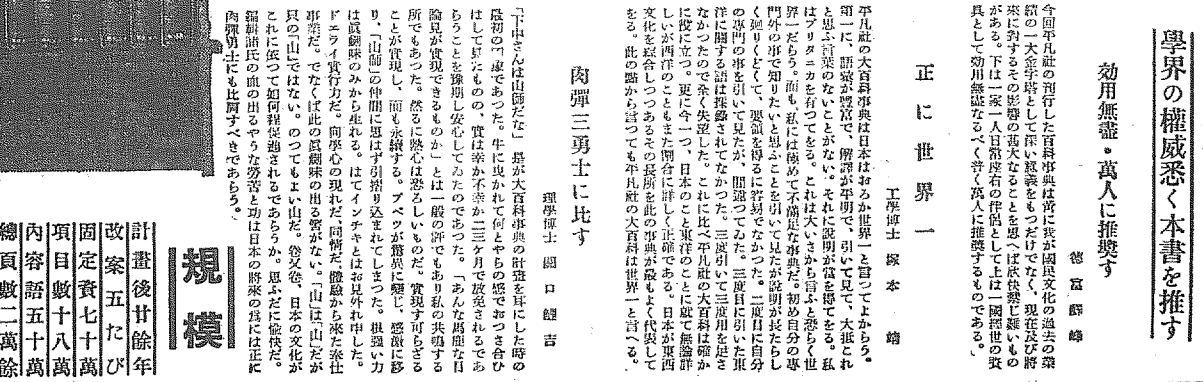 學界の權威悉く本書を推す
效用無盡・萬人に推奬す
德富蘇峰
今回平凡社の刊行した百科事典は實に我が國民文化の過去の業
績の一大金字塔として深い意義をもつだけでなく、現在及び將
來に對するその影響の甚大なることを思へば欣快禁じ難いもの
がある。下は一家一人日常座右の伴侶として上は一國經世の資
具として効用無盡なるべく普く萬人に推奬するものである。」
正に世界一
工學博士 塚本靖
平凡社の大百科事典は日本はおろか世界一と言つてよからう。
第一に、語彙が豐富で、解譯が平明で、引いて見て、大抵これ
と思ふ言葉のないことがない。それに説明が當を得てゐる。私
はブリタニカを有つてゐる。これは大いさから言ふと恐らく世
界一だらう。而も、私には極めて不滿足な事典だ。初め自分の專
門外の事で知りたいと思ふことを引いて見たが説明が長たらし
く廻りくどくて、要領を得るに容易でなかつた。二度目に自分
の專門の事を引いて見たが、間違つてゐた。三度目に引いた東
洋に關する語は採錄されてなかつた。三度引いて三度用を足さ
なかつたので全く失望した。これに比べ平凡社の大百科は確か
に役に立つ。更に今一つ、日本のこと東洋のことに就て無論詳
しいが西洋のこともまた割合に詳しく正確である。日本が東西
文化を綜合しつつあるその長所を此の事典が最もよく代表して
ゐる。此の點から言つても平凡社の大百科は世界一と言へる。
肉彈三勇士に比す
理學博士 關口鯉吉
「下中さんは山師だな」是が大百科事典の計畫を耳にした時の
最初の印象であつた。牛に曳かれて何とやらの感でおつき合ひ
はして見たものの、實は幸か不幸か二三ヶ月で放免されるであ
らうことを豫期し安心してゐたのであつた。「あんな馬鹿な目
論見が實現できるものか」とは一般の評でもあり私の共鳴する
所でもあつた。然るに熱心は恐ろしいものだ。實現す可らざる
ことが實現し、而も永續する。ブベツが驚異に變じ、感激に移
り、「山師」の仲間に思はず引摺り込まれてしまつた。根强い力
は眞劍味のみから生れる。はてインチキとはお見外れ申した。
ドエライ實行力だ。向學心の現れだ、同情だ、體驗から來た奉仕
事業だ。でなくば此の眞劍味の出る筈がない。「山」は「山」だが
只の「山」ではない。のつてもよい山だ。卷又卷、日本の文化が
これに依つて如何程促進されるであらうか。思ふだに愉快だ。
編輯諸氏の血の出るやうな勞苦と功は日本の將來の爲には正に
肉彈勇士にも比肩すべきであらう。
規模
計畫後廿餘年
改案五たび
固定資七十萬
項目數十八萬
內容語五十萬
總頁數二萬餘